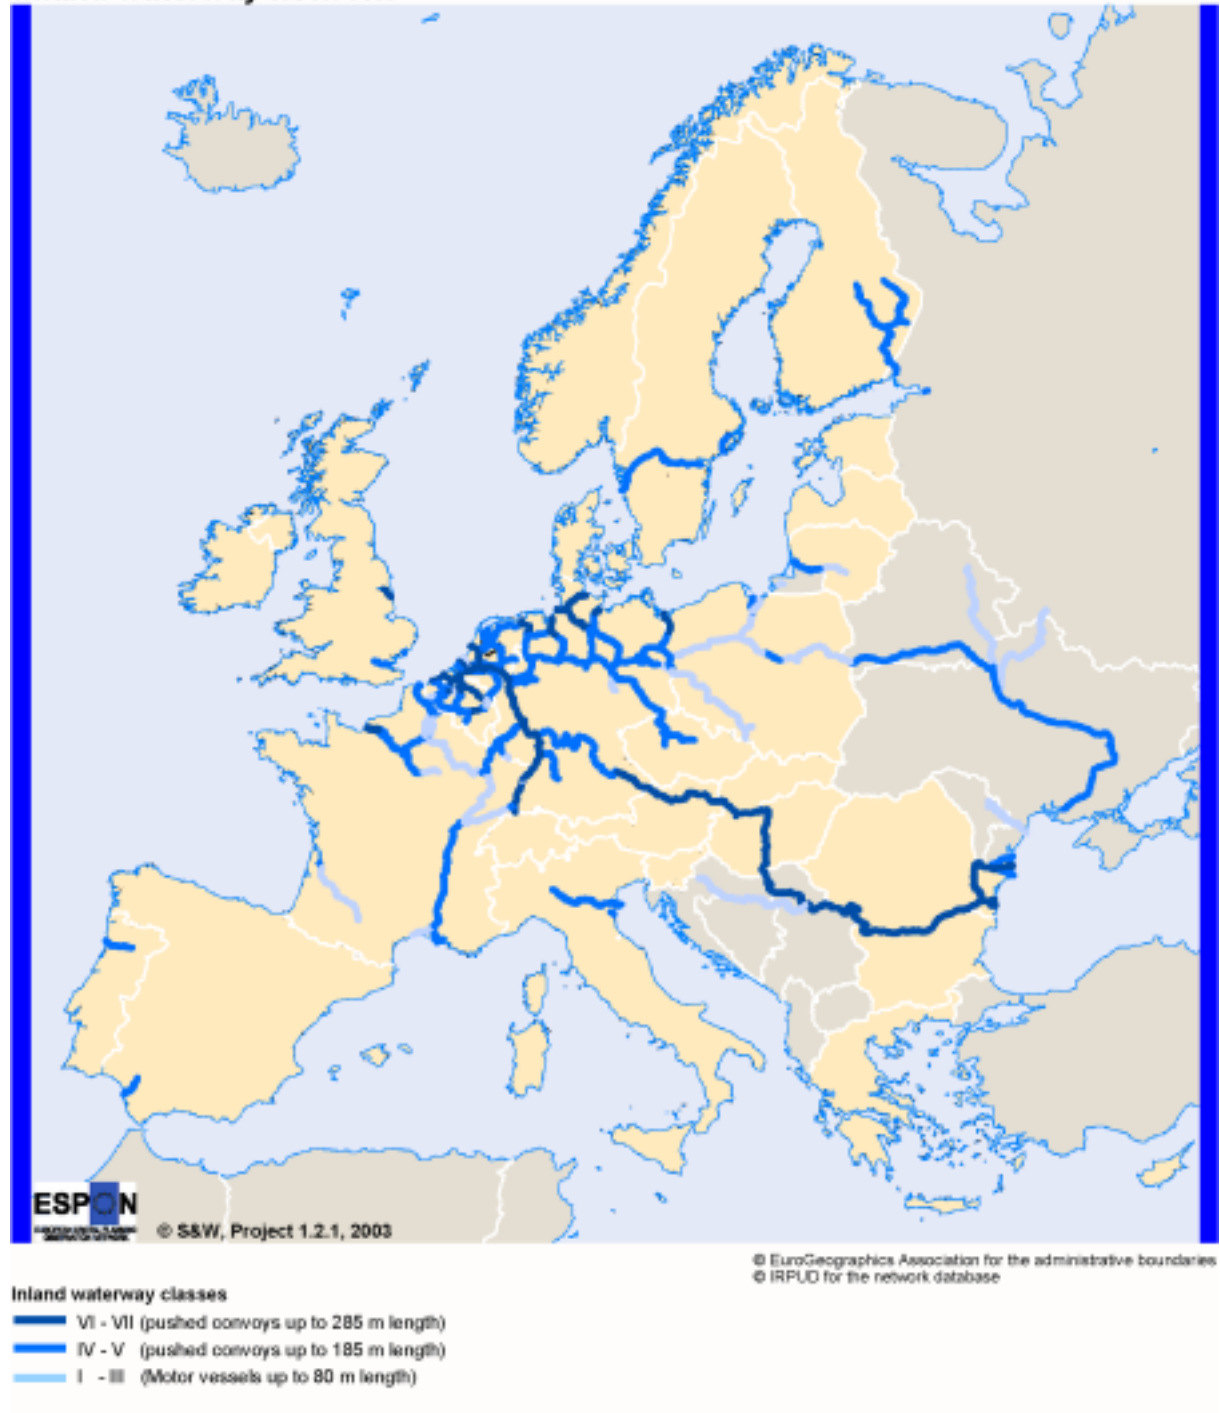 ESPON
© S&W, Project 1.2.1, 2003
© EuroGeographics Association for the administrative boundaries
© IRPUD for the network database
Inland waterway classes
VI - VII (pushed convoys up to 285 m length)
IV - V (pushed convoys up to 185 m length)
I - III (Motor vessels up to 80 m length)